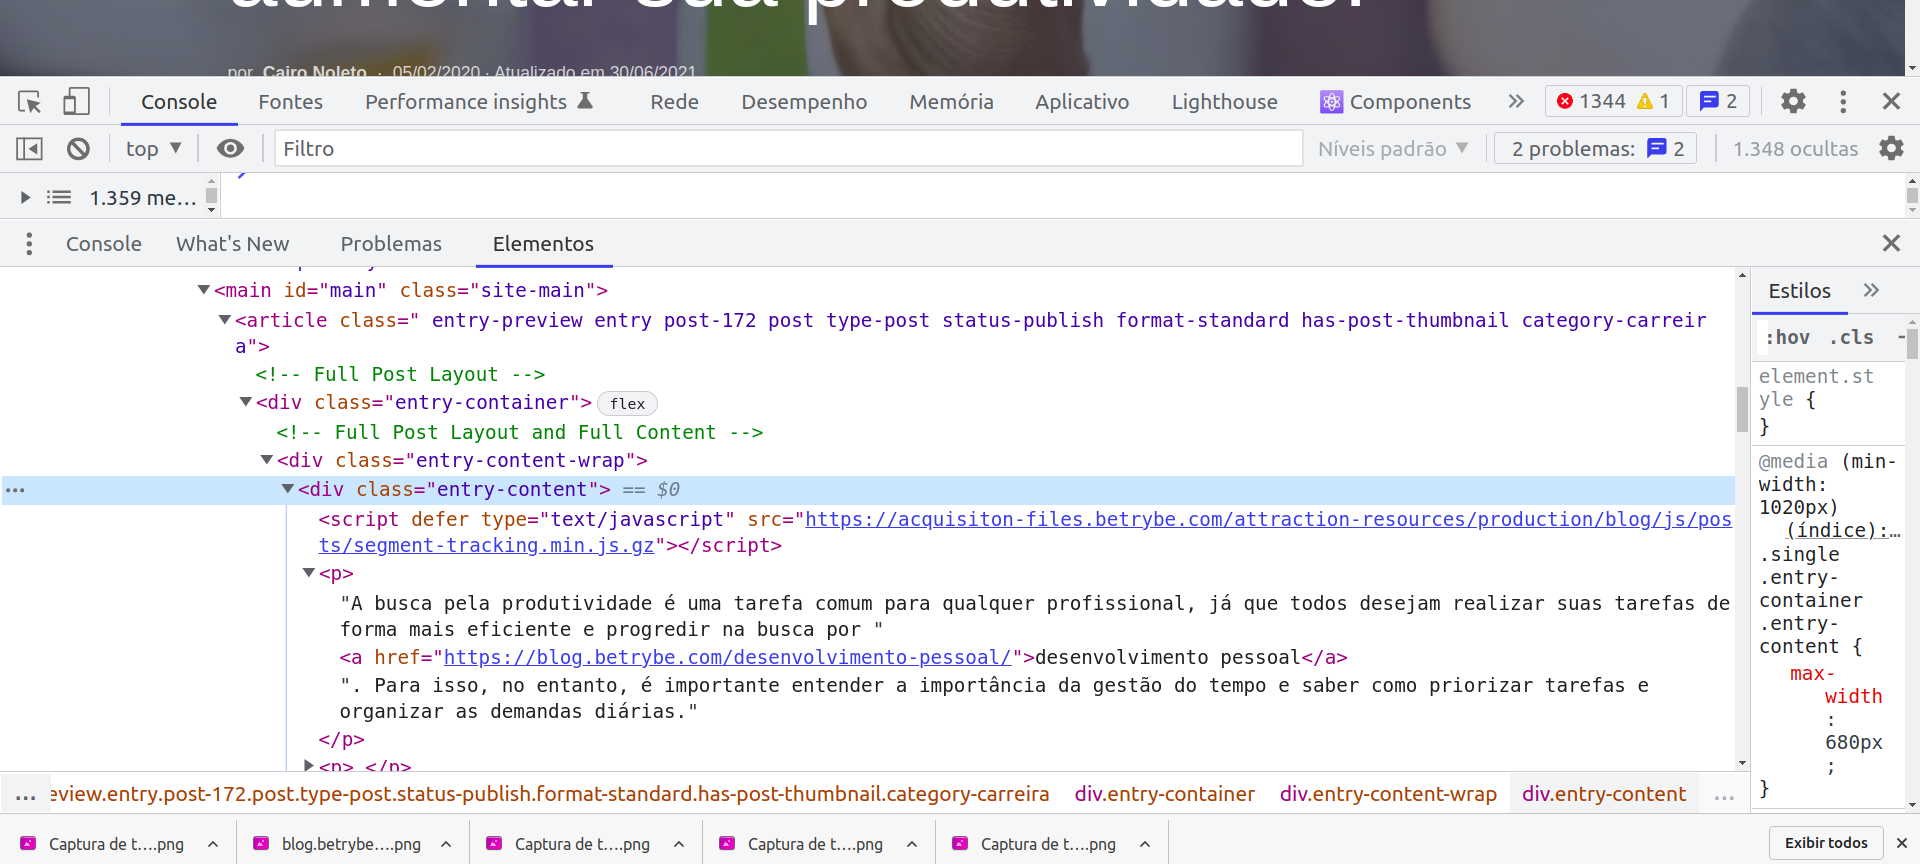 aumentar sua produtividade!
por Cairo Noleto · 05/02/2020 · Atualizado em 30/06/2021
Console Fontes Performance insights Rede Desempenho Memória Aplicativo Lighthouse Components 1344 1 2
top Filtro Níveis padrão 2 problemas: 2 1.348 ocultas
1.359 me…
Console What's New Problemas Elementos
<main id="main" class="site-main">
<article class=" entry-preview entry post-172 post type-post status-publish format-standard has-post-thumbnail category-carreir
a">
<!-- Full Post Layout -->
<div class="entry-container"> flex
<!-- Full Post Layout and Full Content -->
<div class="entry-content-wrap">
<div class="entry-content"> == $0
<script defer type="text/javascript" src="https://acquisiton-files.betrybe.com/attraction-resources/production/blog/js/pos
ts/segment-tracking.min.js.gz"></script>
<p>
"A busca pela produtividade é uma tarefa comum para qualquer profissional, já que todos desejam realizar suas tarefas de
forma mais eficiente e progredir na busca por "
<a href="https://blog.betrybe.com/desenvolvimento-pessoal/">desenvolvimento pessoal</a>
". Para isso, no entanto, é importante entender a importância da gestão do tempo e saber como priorizar tarefas e
organizar as demandas diárias."
</p>
<p> </p>
Estilos
:hov .cls
element.st
yle {
}
@media (min-
width:
1020px)
(índice):…
.single
.entry-
container
.entry-
content {
max-
width
:
680px
;
}
… eview.entry.post-172.post.type-post.status-publish.format-standard.has-post-thumbnail.category-carreira div.entry-container div.entry-content-wrap div.entry-content …
Captura de t….png blog.betrybe….png Captura de t….png Captura de t….png Captura de t….png Exibir todos